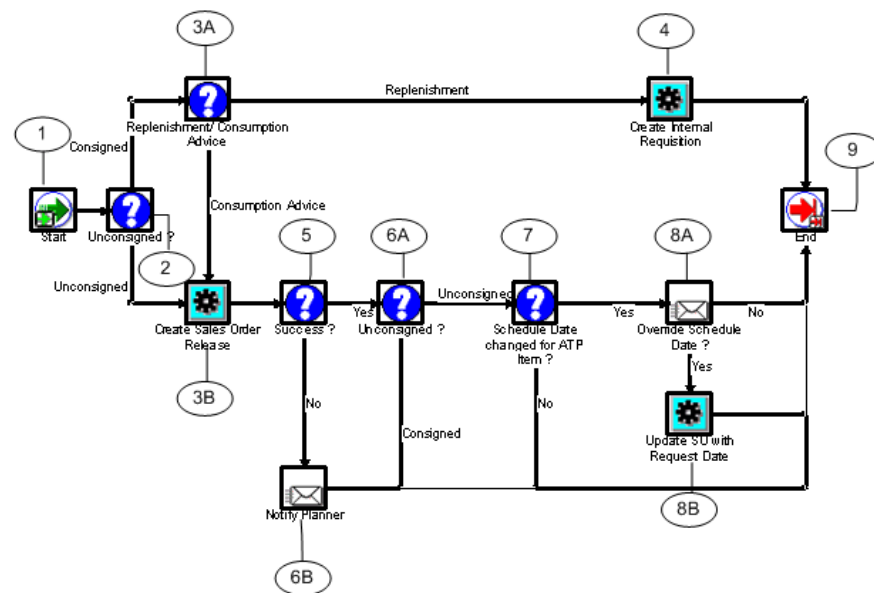 3A
4
Replenishment
Replenishment/ Consumption
Advice
Create Internal
Requisition
1
Consigned
9
Start
Unconsigned ?
Consumption Advice
End
2
5
6A
7
8A
Unconsigned
Unconsigned
Create Sales Order
Release
Success ?
Yes
Unconsigned ?
Schedule Date
changed for ATP
Item ?
Yes
Override Schedule
Date ?
No
3B
Yes
No
Consigned
No
Update SO with
Request Date
Notify Planner
8B
6B